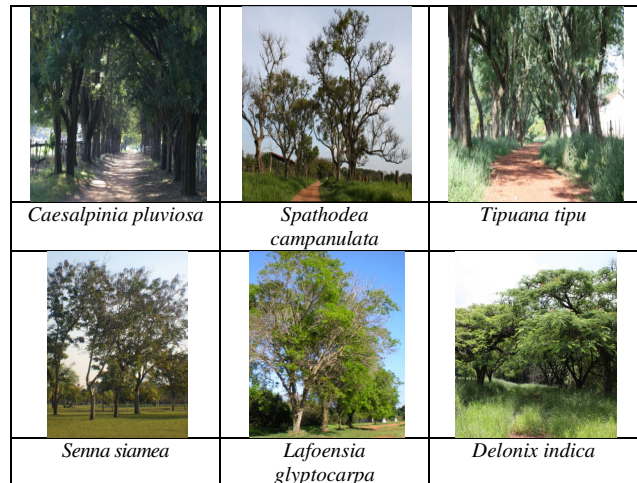 Caesalpinia pluviosa
Spathodea
campanulata
Tipuana tipu
Senna siamea
Lafoensia
glyptocarpa
Delonix indica